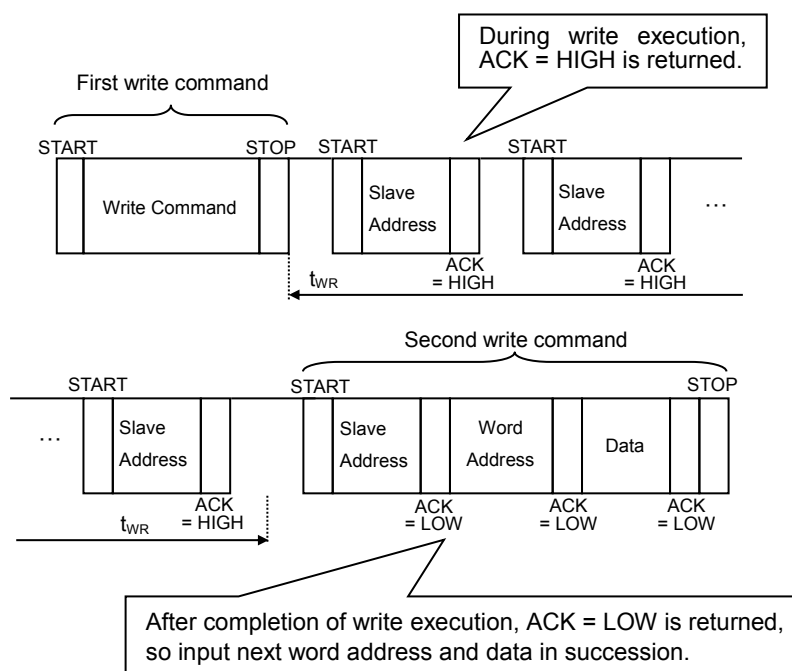 During write execution,
ACK = HIGH is returned.
First write command
START STOP START START
Write Command
Slave
Address
Slave
Address
…
ACK
= HIGH
ACK
= HIGH
tWR
Second write command
START START STOP
…
Slave
Address
Slave
Address
Word
Address
Data
ACK
= HIGH
ACK
= LOW
ACK
= LOW
ACK
= LOW
tWR
After completion of write execution, ACK = LOW is returned,
so input next word address and data in succession.